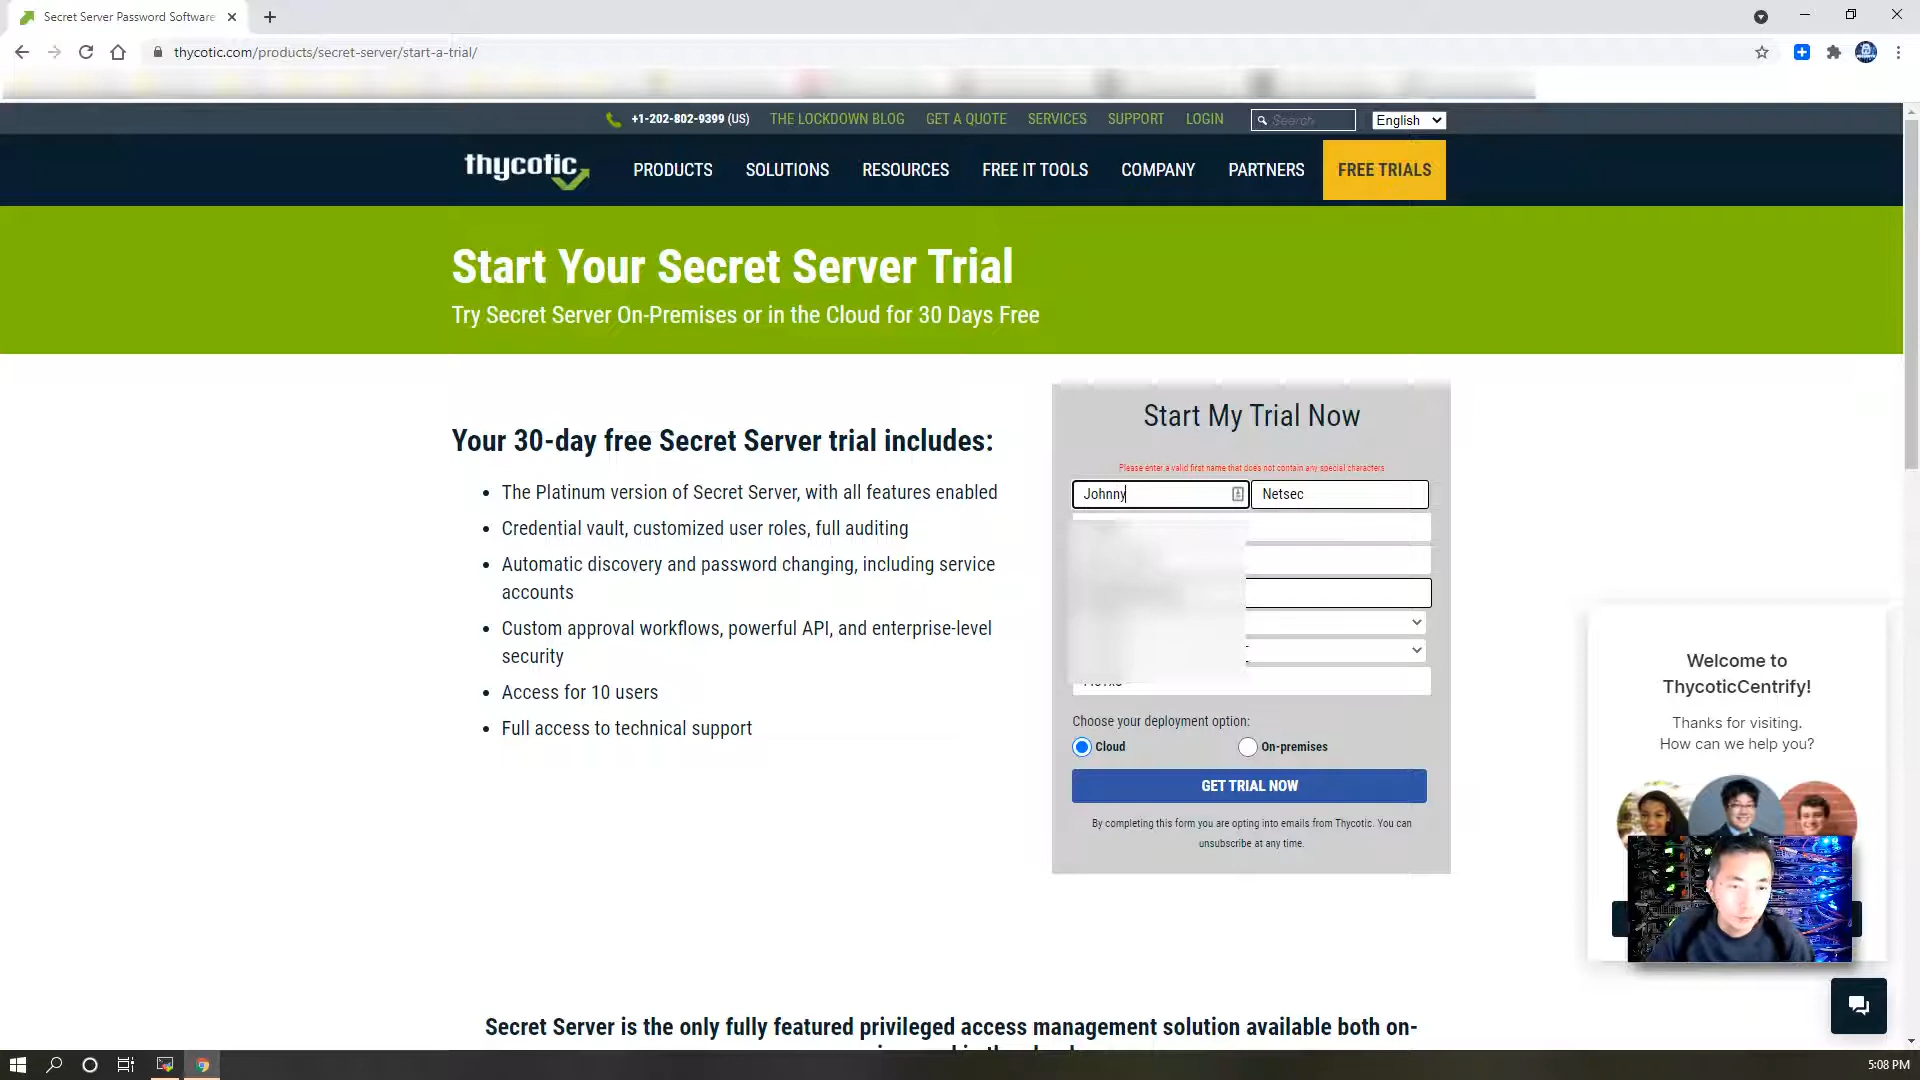 Secret Server Password Software
thycotic.com/products/secret-server/start-a-trial/
+1-202-802-9399 (US) THE LOCKDOWN BLOG GET A QUOTE SERVICES SUPPORT LOGIN Search English
thycotic PRODUCTS SOLUTIONS RESOURCES FREE IT TOOLS COMPANY PARTNERS FREE TRIALS
Start Your Secret Server Trial
Try Secret Server On-Premises or in the Cloud for 30 Days Free
Your 30-day free Secret Server trial includes:
The Platinum version of Secret Server, with all features enabled
Credential vault, customized user roles, full auditing
Automatic discovery and password changing, including service
accounts
Custom approval workflows, powerful API, and enterprise-level
security
Access for 10 users
Full access to technical support
Start My Trial Now
Please enter a valid first name that does not contain any special characters
Johnny Netsec
Choose your deployment option:
Cloud On-premises
GET TRIAL NOW
By completing this form you are opting into emails from Thycotic. You can
unsubscribe at any time.
Welcome to
ThycoticCentrify!
Thanks for visiting.
How can we help you?
Secret Server is the only fully featured privileged access management solution available both on-
5:08 PM